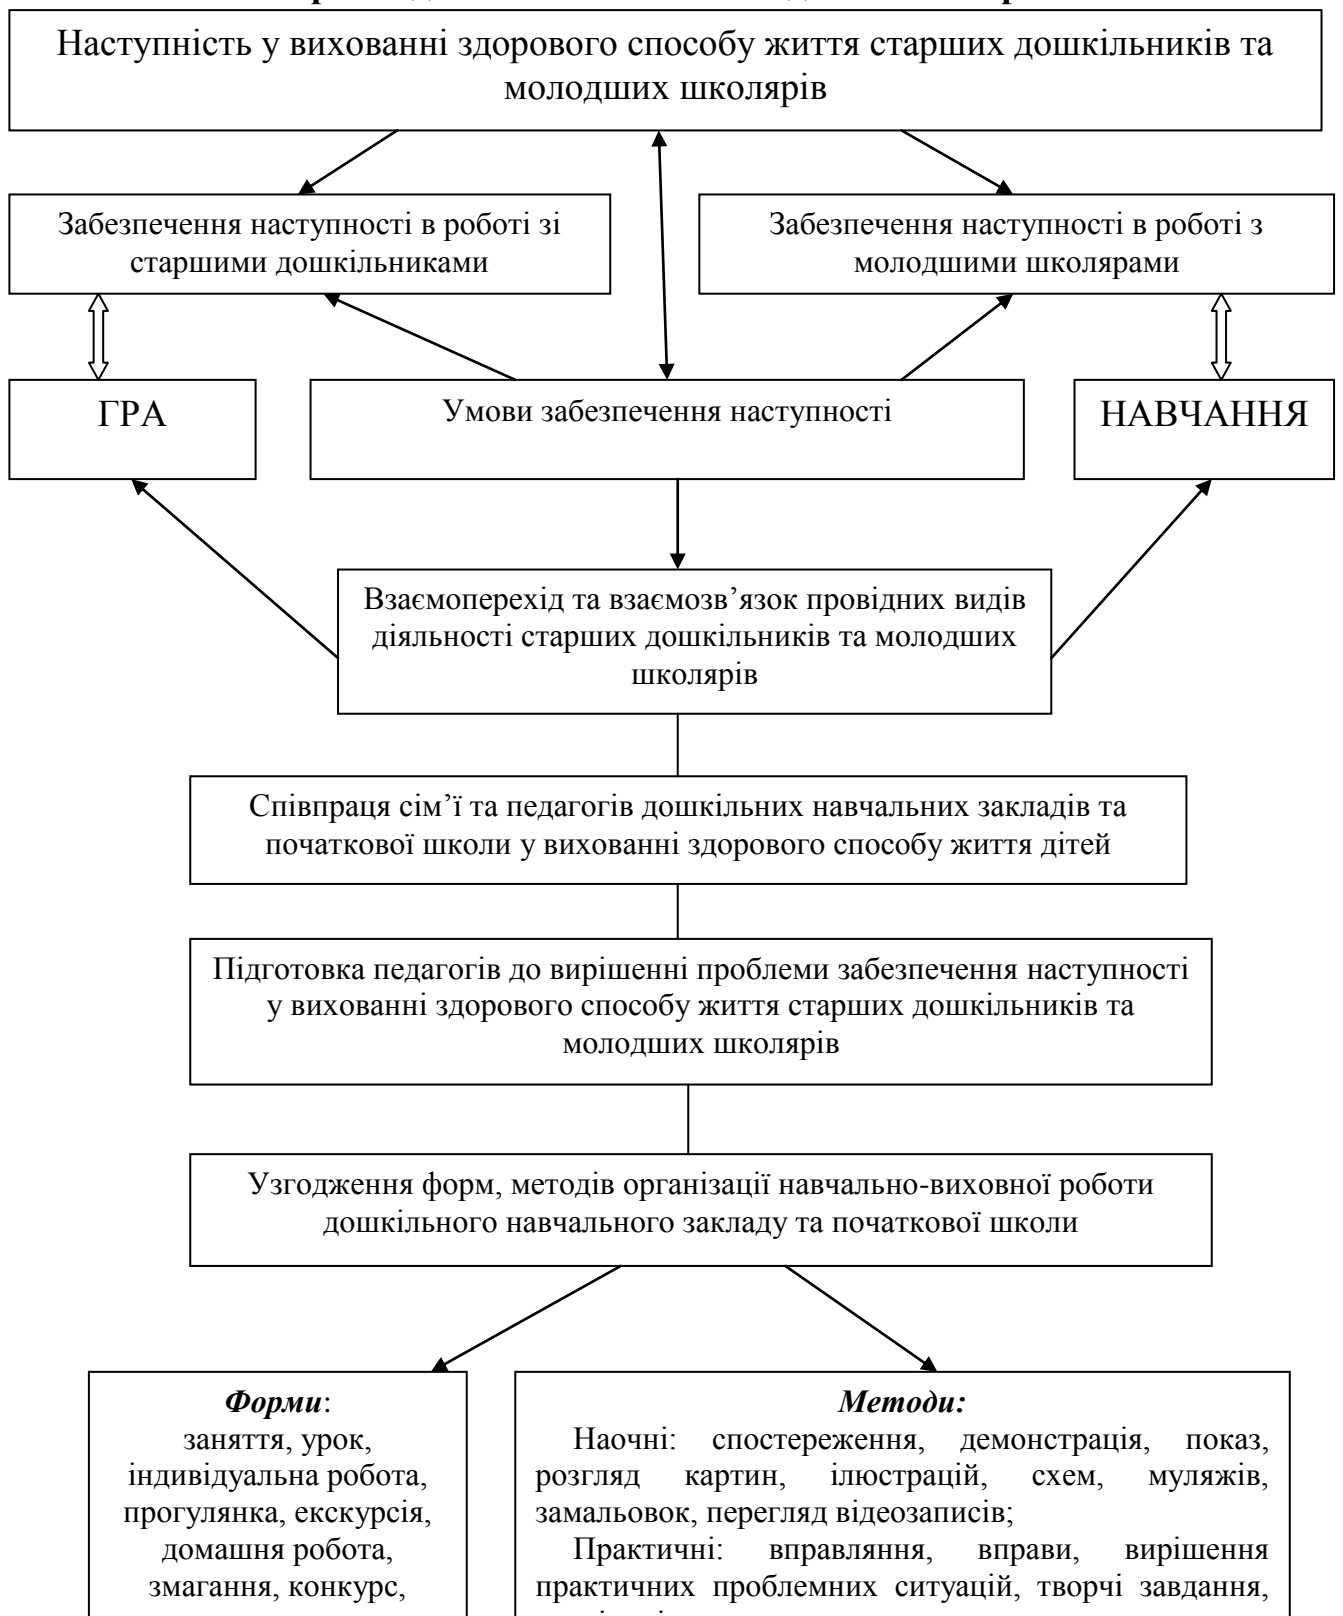 Наступність у вихованні здорового способу життя старших дошкільників та
молодших школярів
Забезпечення наступності в роботі зі
старшими дошкільниками
Забезпечення наступності в роботі з
молодшими школярами
ГРА
Умови забезпечення наступності
НАВЧАННЯ
Взаємоперехід та взаємозв’язок провідних видів
діяльності старших дошкільників та молодших
школярів
Співпраця сім’ї та педагогів дошкільних навчальних закладів та
початкової школи у вихованні здорового способу життя дітей
Підготовка педагогів до вирішенні проблеми забезпечення наступності
у вихованні здорового способу життя старших дошкільників та
молодших школярів
Узгодження форм, методів організації навчально-виховної роботи
дошкільного навчального закладу та початкової школи
Форми:
заняття, урок,
індивідуальна робота,
прогулянка, екскурсія,
домашня робота,
змагання, конкурс,
Методи:
Наочні: спостереження, демонстрація, показ,
розгляд картин, ілюстрацій, схем, муляжів,
замальовок, перегляд відеозаписів;
Практичні: вправляння, вправи, вирішення
практичних проблемних ситуацій, творчі завдання,